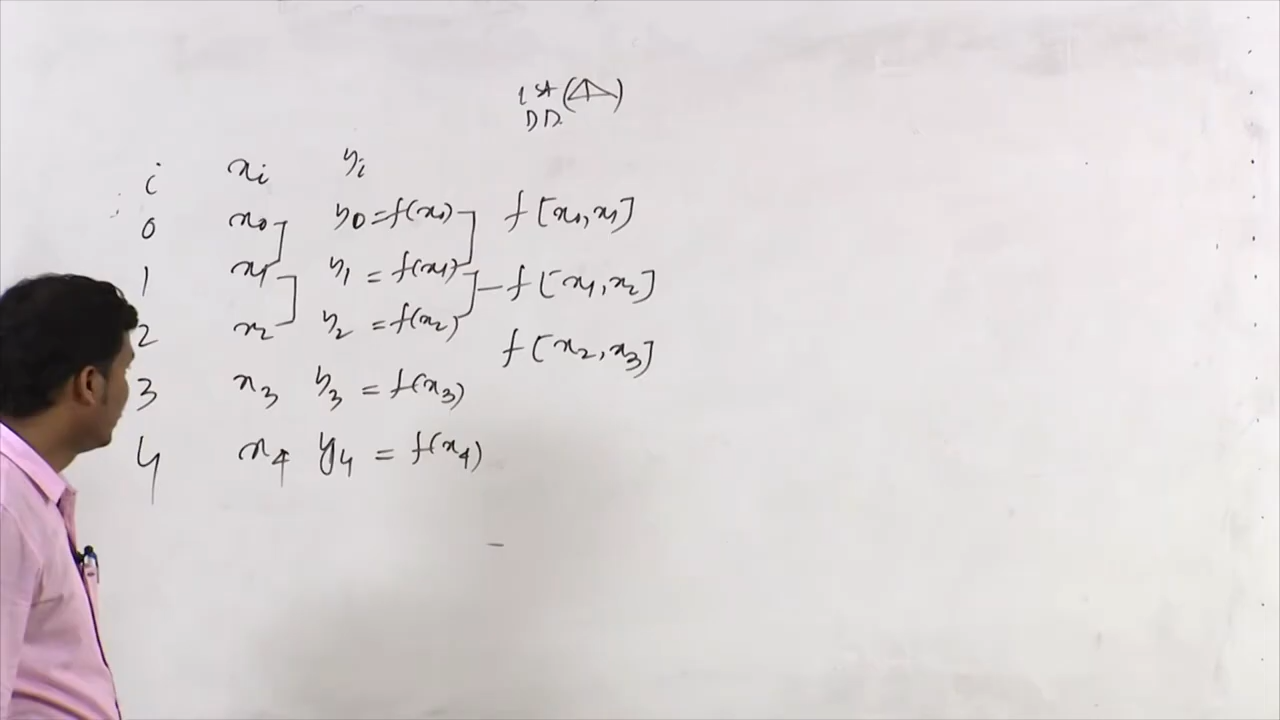 1st (⍋)
DD.
i xi yi
0 x0 y0 = f(x0) f[x0, x1]
1 x1 y1 = f(x1) f[x1, x2]
2 x2 y2 = f(x2) f[x2, x3]
3 x3 y3 = f(x3)
4 x4 y4 = f(x4)